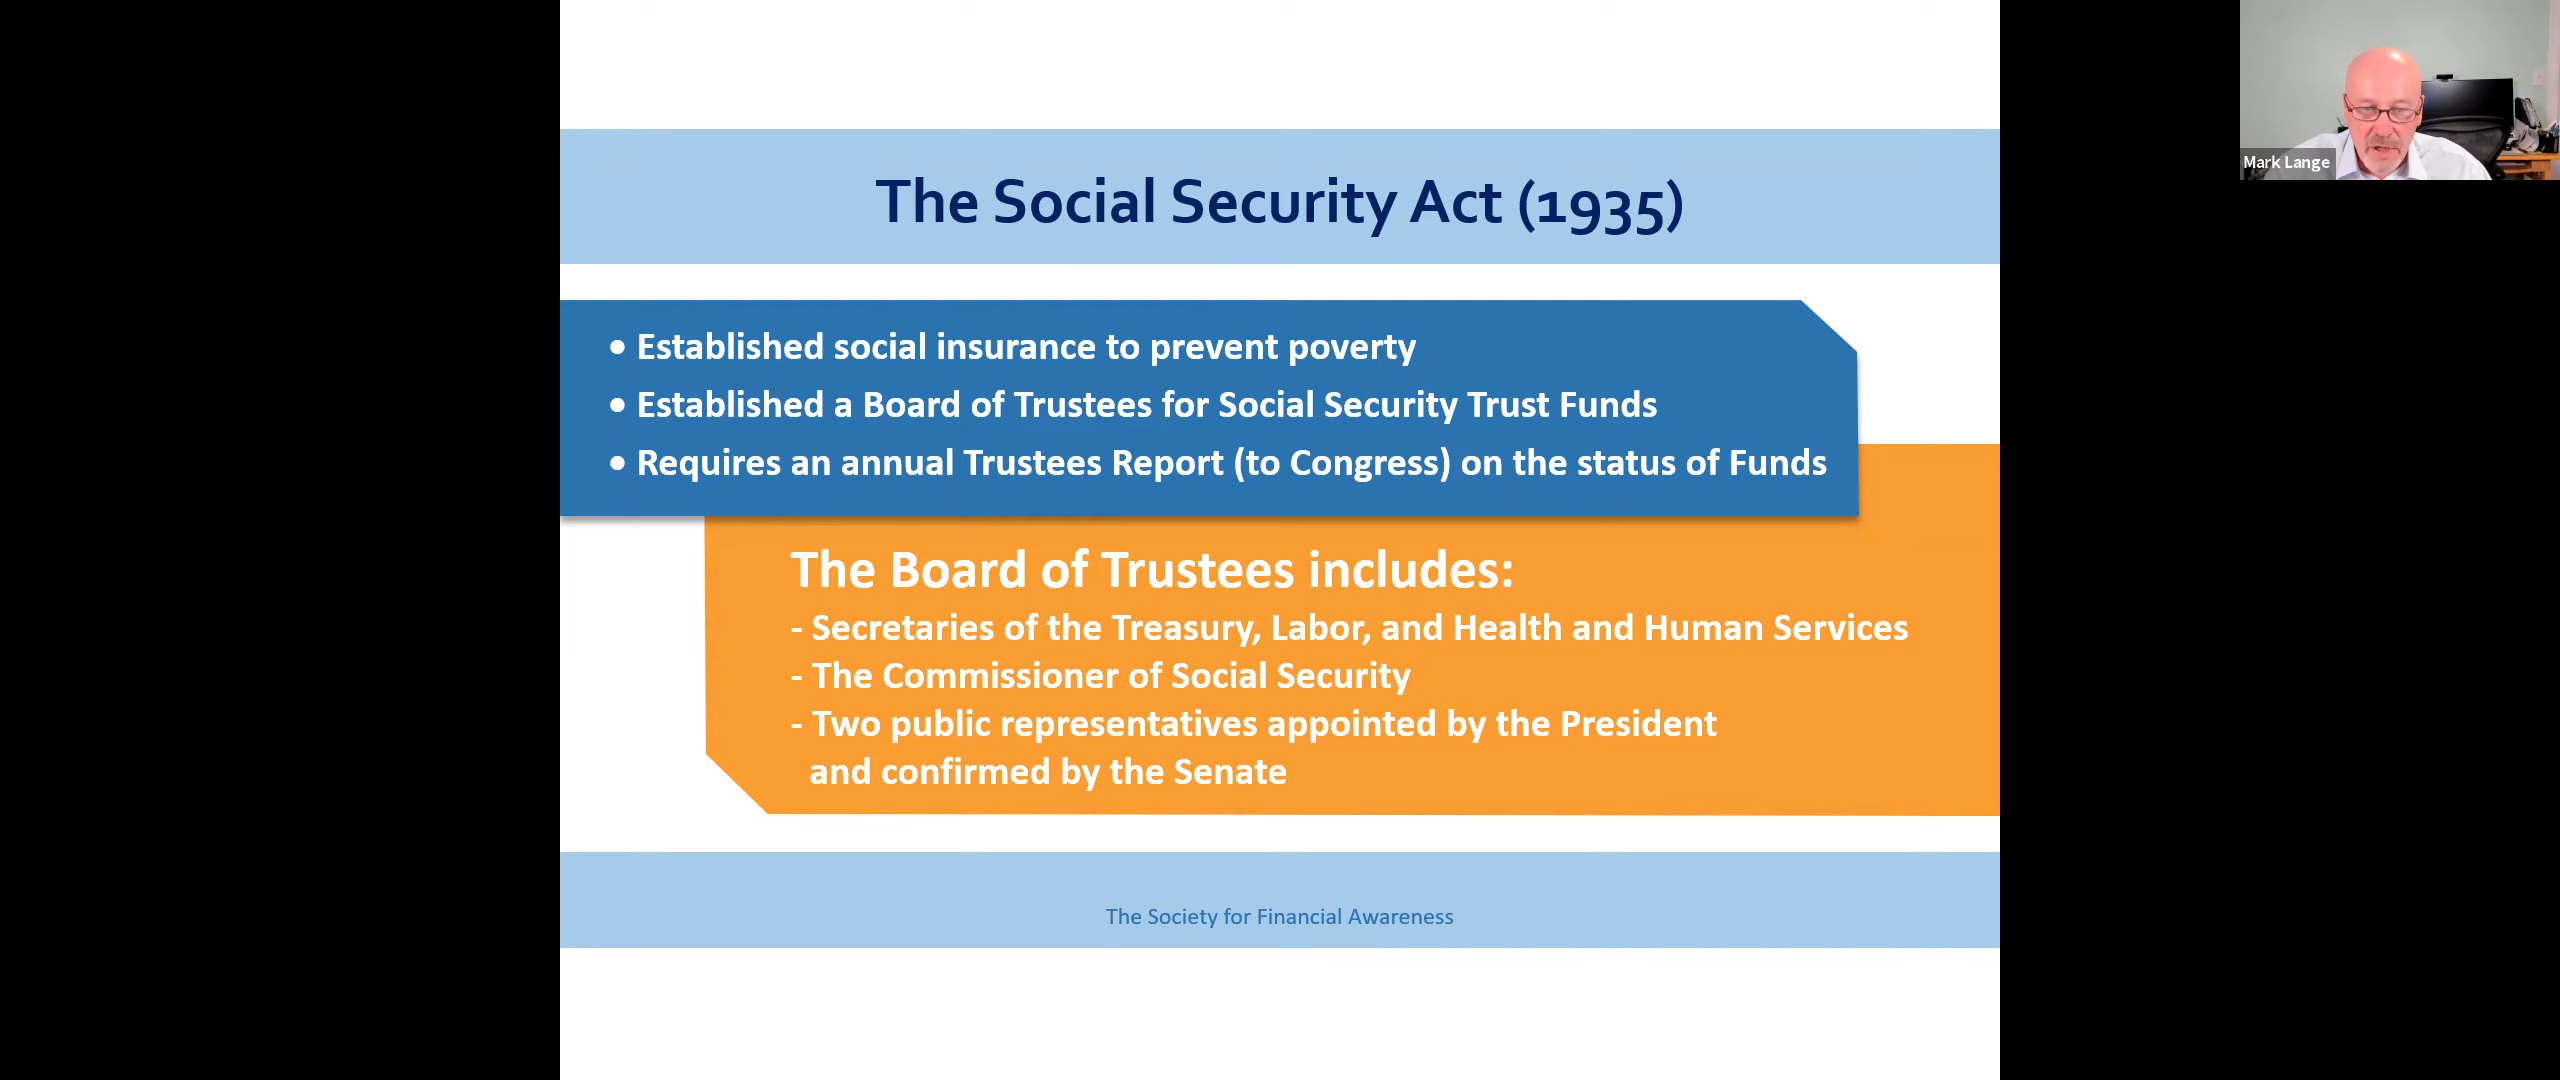 The Social Security Act (1935)
• Established social insurance to prevent poverty
• Established a Board of Trustees for Social Security Trust Funds
• Requires an annual Trustees Report (to Congress) on the status of Funds
The Board of Trustees includes:
- Secretaries of the Treasury, Labor, and Health and Human Services
- The Commissioner of Social Security
- Two public representatives appointed by the President
and confirmed by the Senate
The Society for Financial Awareness
Mark Lange